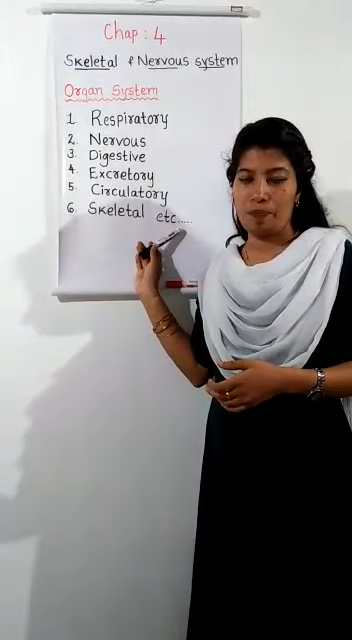 Chap : 4
Skeletal & Nervous system
Organ System
1. Respiratory
2. Nervous
3. Digestive
4. Excretory
5. Circulatory
6. Skeletal etc.....